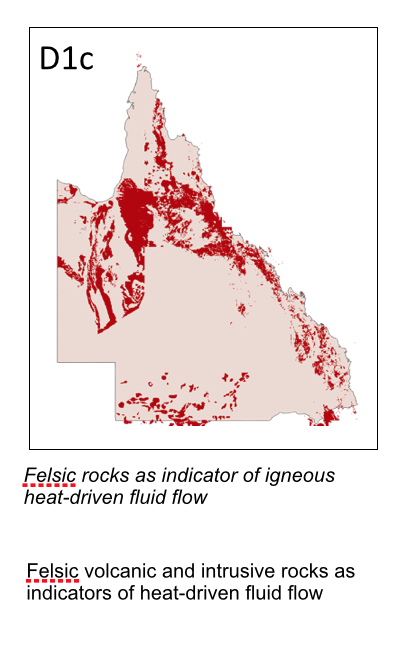 D1c
Felsic rocks as indicator of igneous
heat-driven fluid flow
Felsic volcanic and intrusive rocks as
indicators of heat-driven fluid flow